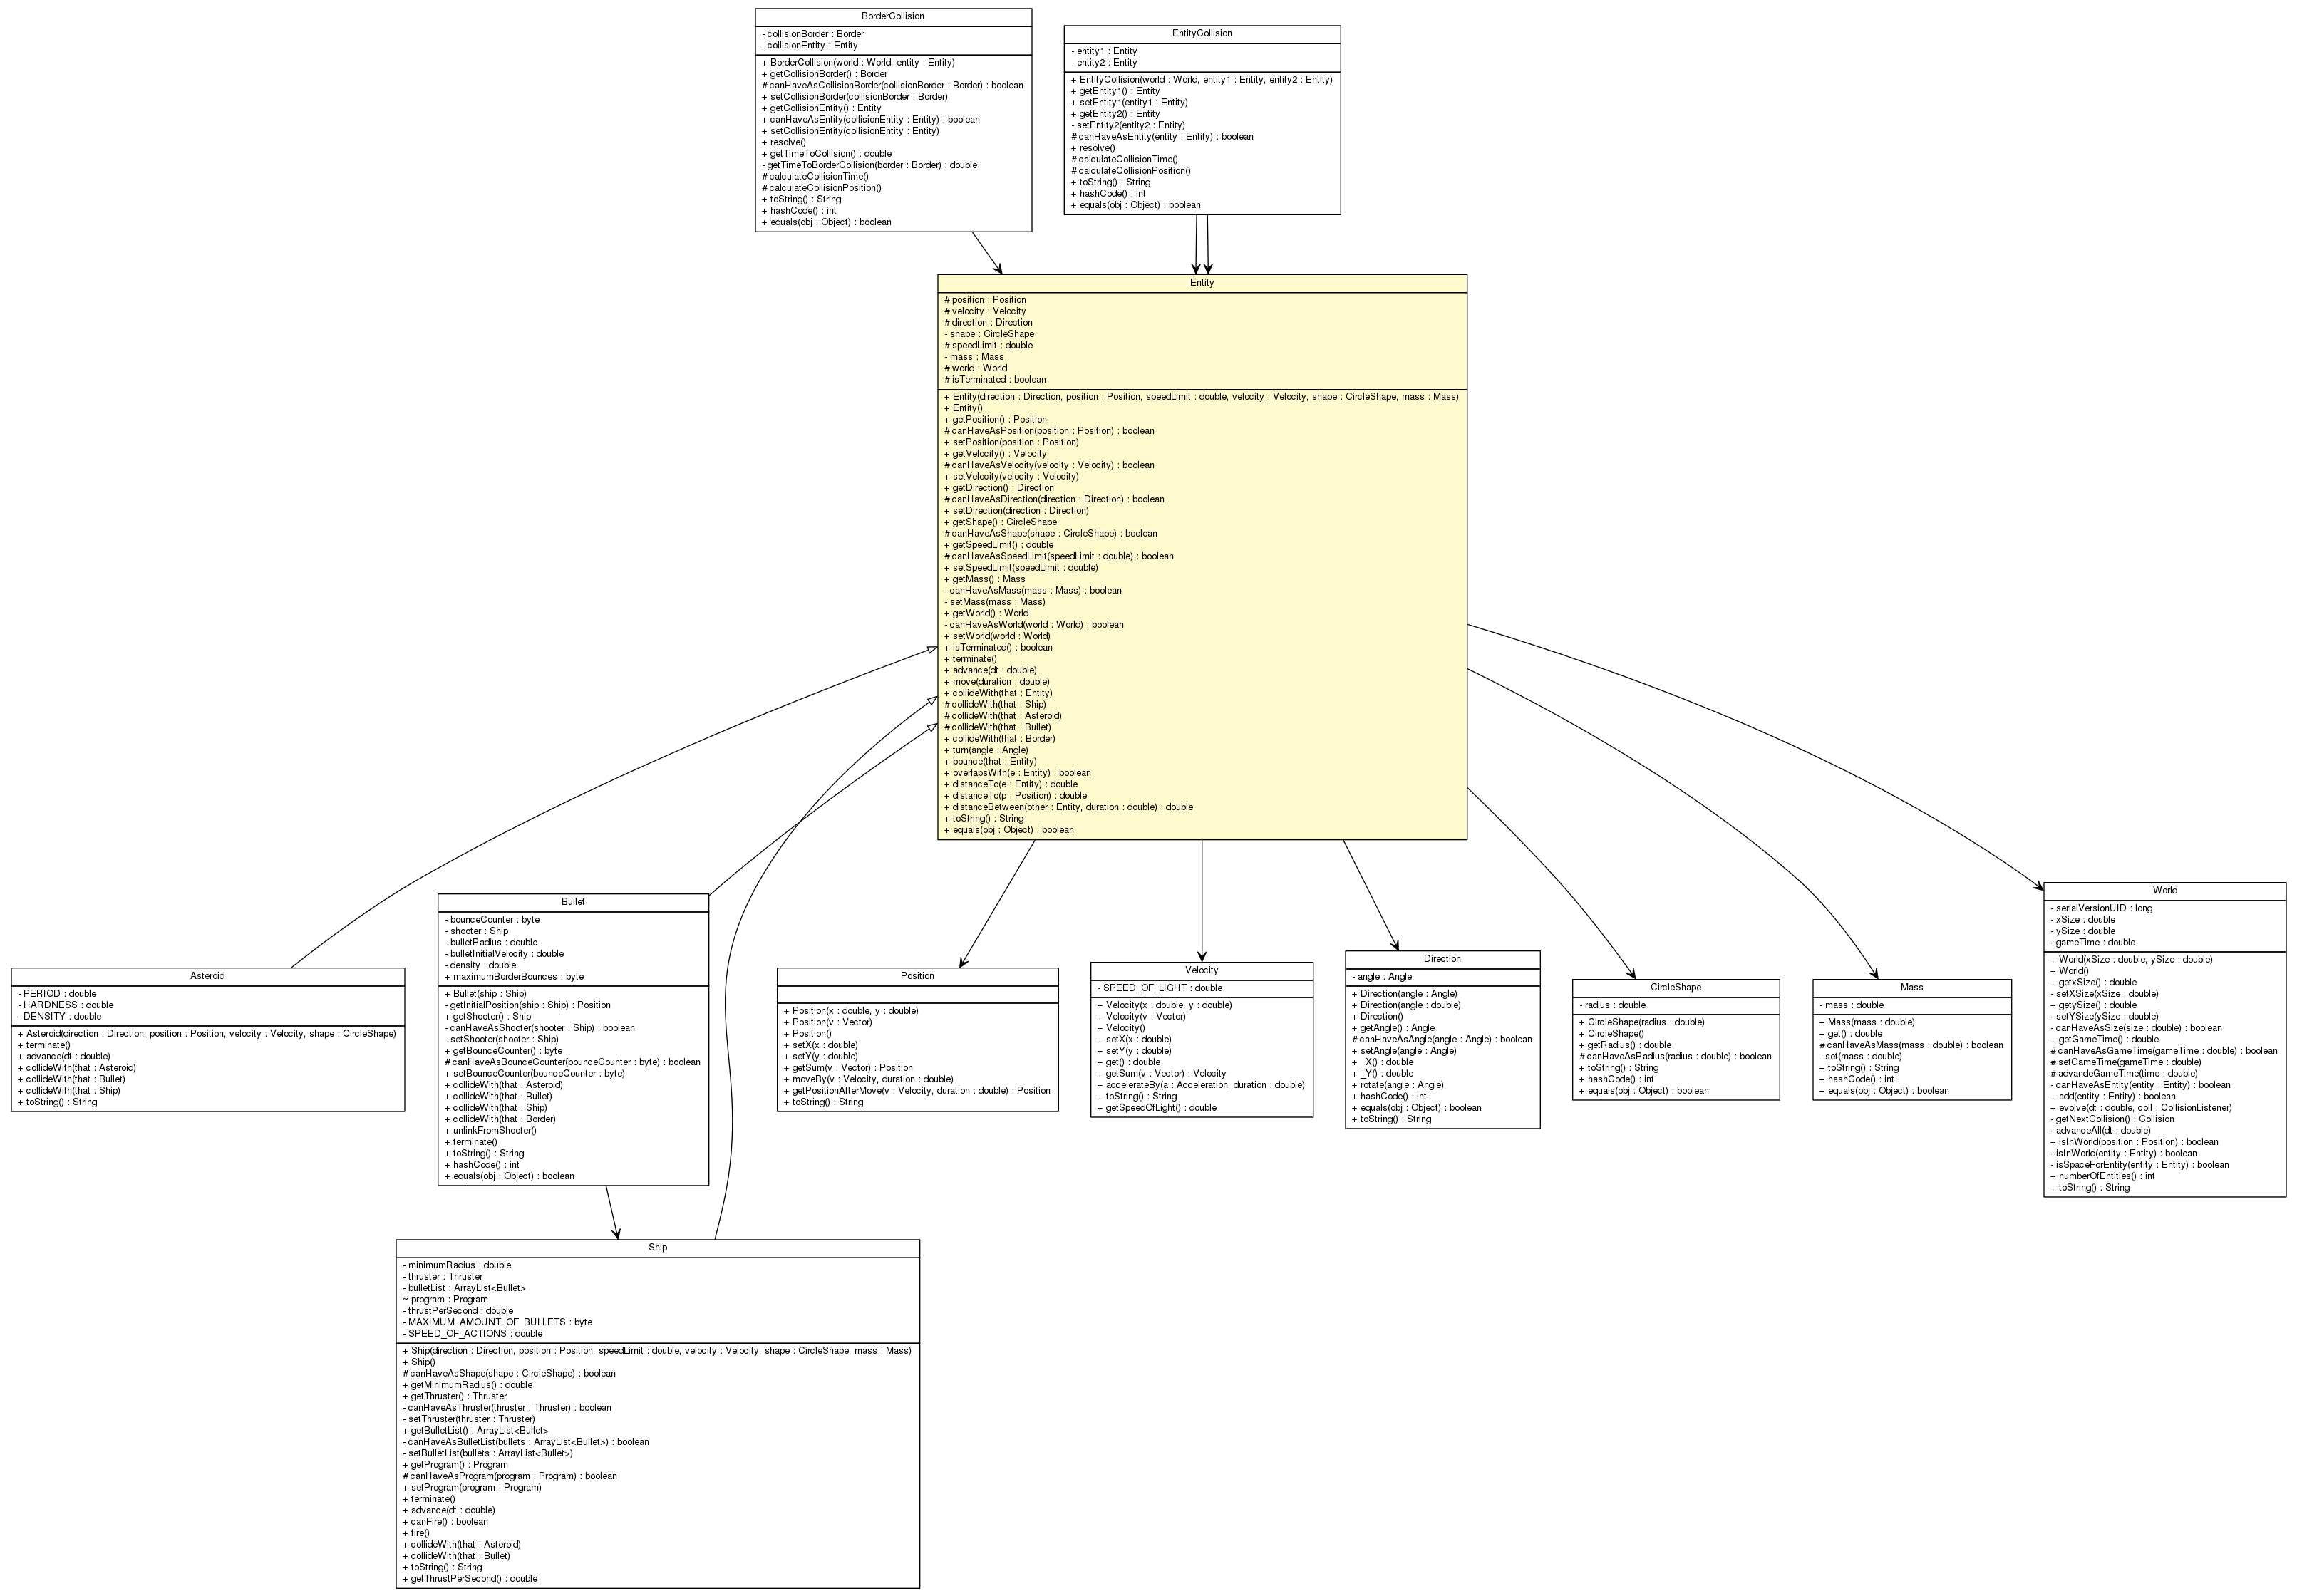 BorderCollision
- collisionBorder : Border
- collisionEntity : Entity
+ BorderCollision(world : World, entity : Entity)
+ getCollisionBorder() : Border
# canHaveAsCollisionBorder(collisionBorder : Border) : boolean
+ setCollisionBorder(collisionBorder : Border)
+ getCollisionEntity() : Entity
+ canHaveAsEntity(collisionEntity : Entity) : boolean
+ setCollisionEntity(collisionEntity : Entity)
+ resolve()
+ getTimeToCollision() : double
- getTimeToBorderCollision(border : Border) : double
# calculateCollisionTime()
# calculateCollisionPosition()
+ toString() : String
+ hashCode() : int
+ equals(obj : Object) : boolean
EntityCollision
- entity1 : Entity
- entity2 : Entity
+ EntityCollision(world : World, entity1 : Entity, entity2 : Entity)
+ getEntity1() : Entity
+ setEntity1(entity1 : Entity)
+ getEntity2() : Entity
- setEntity2(entity2 : Entity)
# canHaveAsEntity(entity : Entity) : boolean
+ resolve()
# calculateCollisionTime()
# calculateCollisionPosition()
+ toString() : String
+ hashCode() : int
+ equals(obj : Object) : boolean
Entity
# position : Position
# velocity : Velocity
# direction : Direction
- shape : CircleShape
# speedLimit : double
- mass : Mass
# world : World
# isTerminated : boolean
+ Entity(direction : Direction, position : Position, speedLimit : double, velocity : Velocity, shape : CircleShape, mass : Mass)
+ Entity()
+ getPosition() : Position
# canHaveAsPosition(position : Position) : boolean
+ setPosition(position : Position)
+ getVelocity() : Velocity
# canHaveAsVelocity(velocity : Velocity) : boolean
+ setVelocity(velocity : Velocity)
+ getDirection() : Direction
# canHaveAsDirection(direction : Direction) : boolean
+ setDirection(direction : Direction)
+ getShape() : CircleShape
# canHaveAsShape(shape : CircleShape) : boolean
+ getSpeedLimit() : double
# canHaveAsSpeedLimit(speedLimit : double) : boolean
+ setSpeedLimit(speedLimit : double)
+ getMass() : Mass
- canHaveAsMass(mass : Mass) : boolean
- setMass(mass : Mass)
+ getWorld() : World
- canHaveAsWorld(world : World) : boolean
+ setWorld(world : World)
+ isTerminated() : boolean
+ terminate()
+ advance(dt : double)
+ move(duration : double)
+ collideWith(that : Entity)
# collideWith(that : Ship)
# collideWith(that : Asteroid)
# collideWith(that : Bullet)
+ collideWith(that : Border)
+ turn(angle : Angle)
+ bounce(that : Entity)
+ overlapsWith(e : Entity) : boolean
+ distanceTo(e : Entity) : double
+ distanceTo(p : Position) : double
+ distanceBetween(other : Entity, duration : double) : double
+ toString() : String
+ equals(obj : Object) : boolean
Asteroid
- PERIOD : double
- HARDNESS : double
- DENSITY : double
+ Asteroid(direction : Direction, position : Position, velocity : Velocity, shape : CircleShape)
+ terminate()
+ advance(dt : double)
+ collideWith(that : Asteroid)
+ collideWith(that : Bullet)
+ collideWith(that : Ship)
+ toString() : String
Bullet
- bounceCounter : byte
- shooter : Ship
- bulletRadius : double
- bulletInitialVelocity : double
- density : double
+ maximumBorderBounces : byte
+ Bullet(ship : Ship)
- getInitialPosition(ship : Ship) : Position
+ getShooter() : Ship
- canHaveAsShooter(shooter : Ship) : boolean
- setShooter(shooter : Ship)
+ getBounceCounter() : byte
# canHaveAsBounceCounter(bounceCounter : byte) : boolean
+ setBounceCounter(bounceCounter : byte)
+ collideWith(that : Asteroid)
+ collideWith(that : Bullet)
+ collideWith(that : Ship)
+ collideWith(that : Border)
+ unlinkFromShooter()
+ terminate()
+ toString() : String
+ hashCode() : int
+ equals(obj : Object) : boolean
Position
+ Position(x : double, y : double)
+ Position(v : Vector)
+ Position()
+ setX(x : double)
+ setY(y : double)
+ getSum(v : Vector) : Position
+ moveBy(v : Velocity, duration : double)
+ getPositionAfterMove(v : Velocity, duration : double) : Position
+ toString() : String
Velocity
- SPEED_OF_LIGHT : double
+ Velocity(x : double, y : double)
+ Velocity(v : Vector)
+ Velocity()
+ setX(x : double)
+ setY(y : double)
+ get() : double
+ getSum(v : Vector) : Velocity
+ accelerateBy(a : Acceleration, duration : double)
+ toString() : String
+ getSpeedOfLight() : double
Direction
- angle : Angle
+ Direction(angle : Angle)
+ Direction(angle : double)
+ Direction()
+ getAngle() : Angle
# canHaveAsAngle(angle : Angle) : boolean
+ setAngle(angle : Angle)
+ _X() : double
+ _Y() : double
+ rotate(angle : Angle)
+ hashCode() : int
+ equals(obj : Object) : boolean
+ toString() : String
CircleShape
- radius : double
+ CircleShape(radius : double)
+ CircleShape()
+ getRadius() : double
# canHaveAsRadius(radius : double) : boolean
+ toString() : String
+ hashCode() : int
+ equals(obj : Object) : boolean
Mass
- mass : double
+ Mass(mass : double)
+ get() : double
# canHaveAsMass(mass : double) : boolean
- set(mass : double)
+ toString() : String
+ hashCode() : int
+ equals(obj : Object) : boolean
World
- serialVersionUID : long
- xSize : double
- ySize : double
- gameTime : double
+ World(xSize : double, ySize : double)
+ World()
+ getxSize() : double
- setXSize(xSize : double)
+ getySize() : double
- setYSize(ySize : double)
- canHaveAsSize(size : double) : boolean
+ getGameTime() : double
# canHaveAsGameTime(gameTime : double) : boolean
# setGameTime(gameTime : double)
# advandeGameTime(time : double)
- canHaveAsEntity(entity : Entity) : boolean
+ add(entity : Entity) : boolean
+ evolve(dt : double, coll : CollisionListener)
- getNextCollision() : Collision
- advanceAll(dt : double)
+ isInWorld(position : Position) : boolean
- isInWorld(entity : Entity) : boolean
- isSpaceForEntity(entity : Entity) : boolean
+ numberOfEntities() : int
+ toString() : String
Ship
- minimumRadius : double
- thruster : Thruster
- bulletList : ArrayList<Bullet>
~ program : Program
- thrustPerSecond : double
- MAXIMUM_AMOUNT_OF_BULLETS : byte
- SPEED_OF_ACTIONS : double
+ Ship(direction : Direction, position : Position, speedLimit : double, velocity : Velocity, shape : CircleShape, mass : Mass)
+ Ship()
# canHaveAsShape(shape : CircleShape) : boolean
+ getMinimumRadius() : double
+ getThruster() : Thruster
- canHaveAsThruster(thruster : Thruster) : boolean
- setThruster(thruster : Thruster)
+ getBulletList() : ArrayList<Bullet>
- canHaveAsBulletList(bullets : ArrayList<Bullet>) : boolean
- setBulletList(bullets : ArrayList<Bullet>)
+ getProgram() : Program
# canHaveAsProgram(program : Program) : boolean
+ setProgram(program : Program)
+ terminate()
+ advance(dt : double)
+ canFire() : boolean
+ fire()
+ collideWith(that : Asteroid)
+ collideWith(that : Bullet)
+ toString() : String
+ getThrustPerSecond() : double